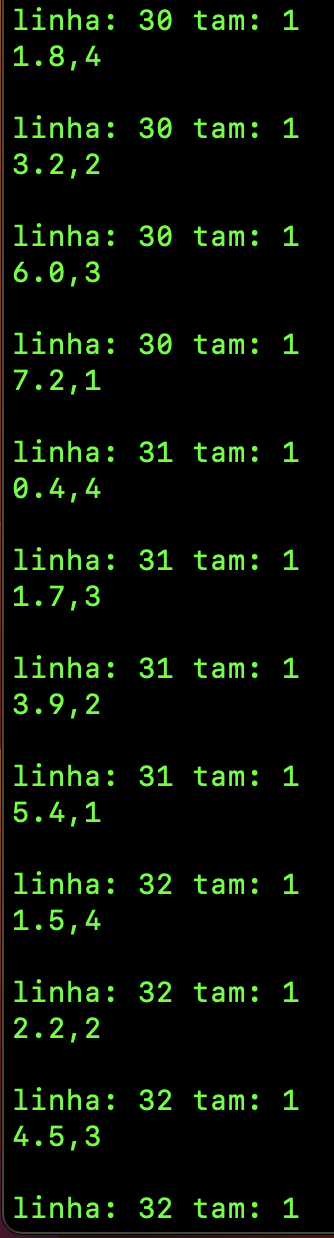 linha: 30 tam: 1
1.8,4
linha: 30 tam: 1
3.2,2
linha: 30 tam: 1
6.0,3
linha: 30 tam: 1
7.2,1
linha: 31 tam: 1
0.4,4
linha: 31 tam: 1
1.7,3
linha: 31 tam: 1
3.9,2
linha: 31 tam: 1
5.4,1
linha: 32 tam: 1
1.5,4
linha: 32 tam: 1
2.2,2
linha: 32 tam: 1
4.5,3
linha: 32 tam: 1